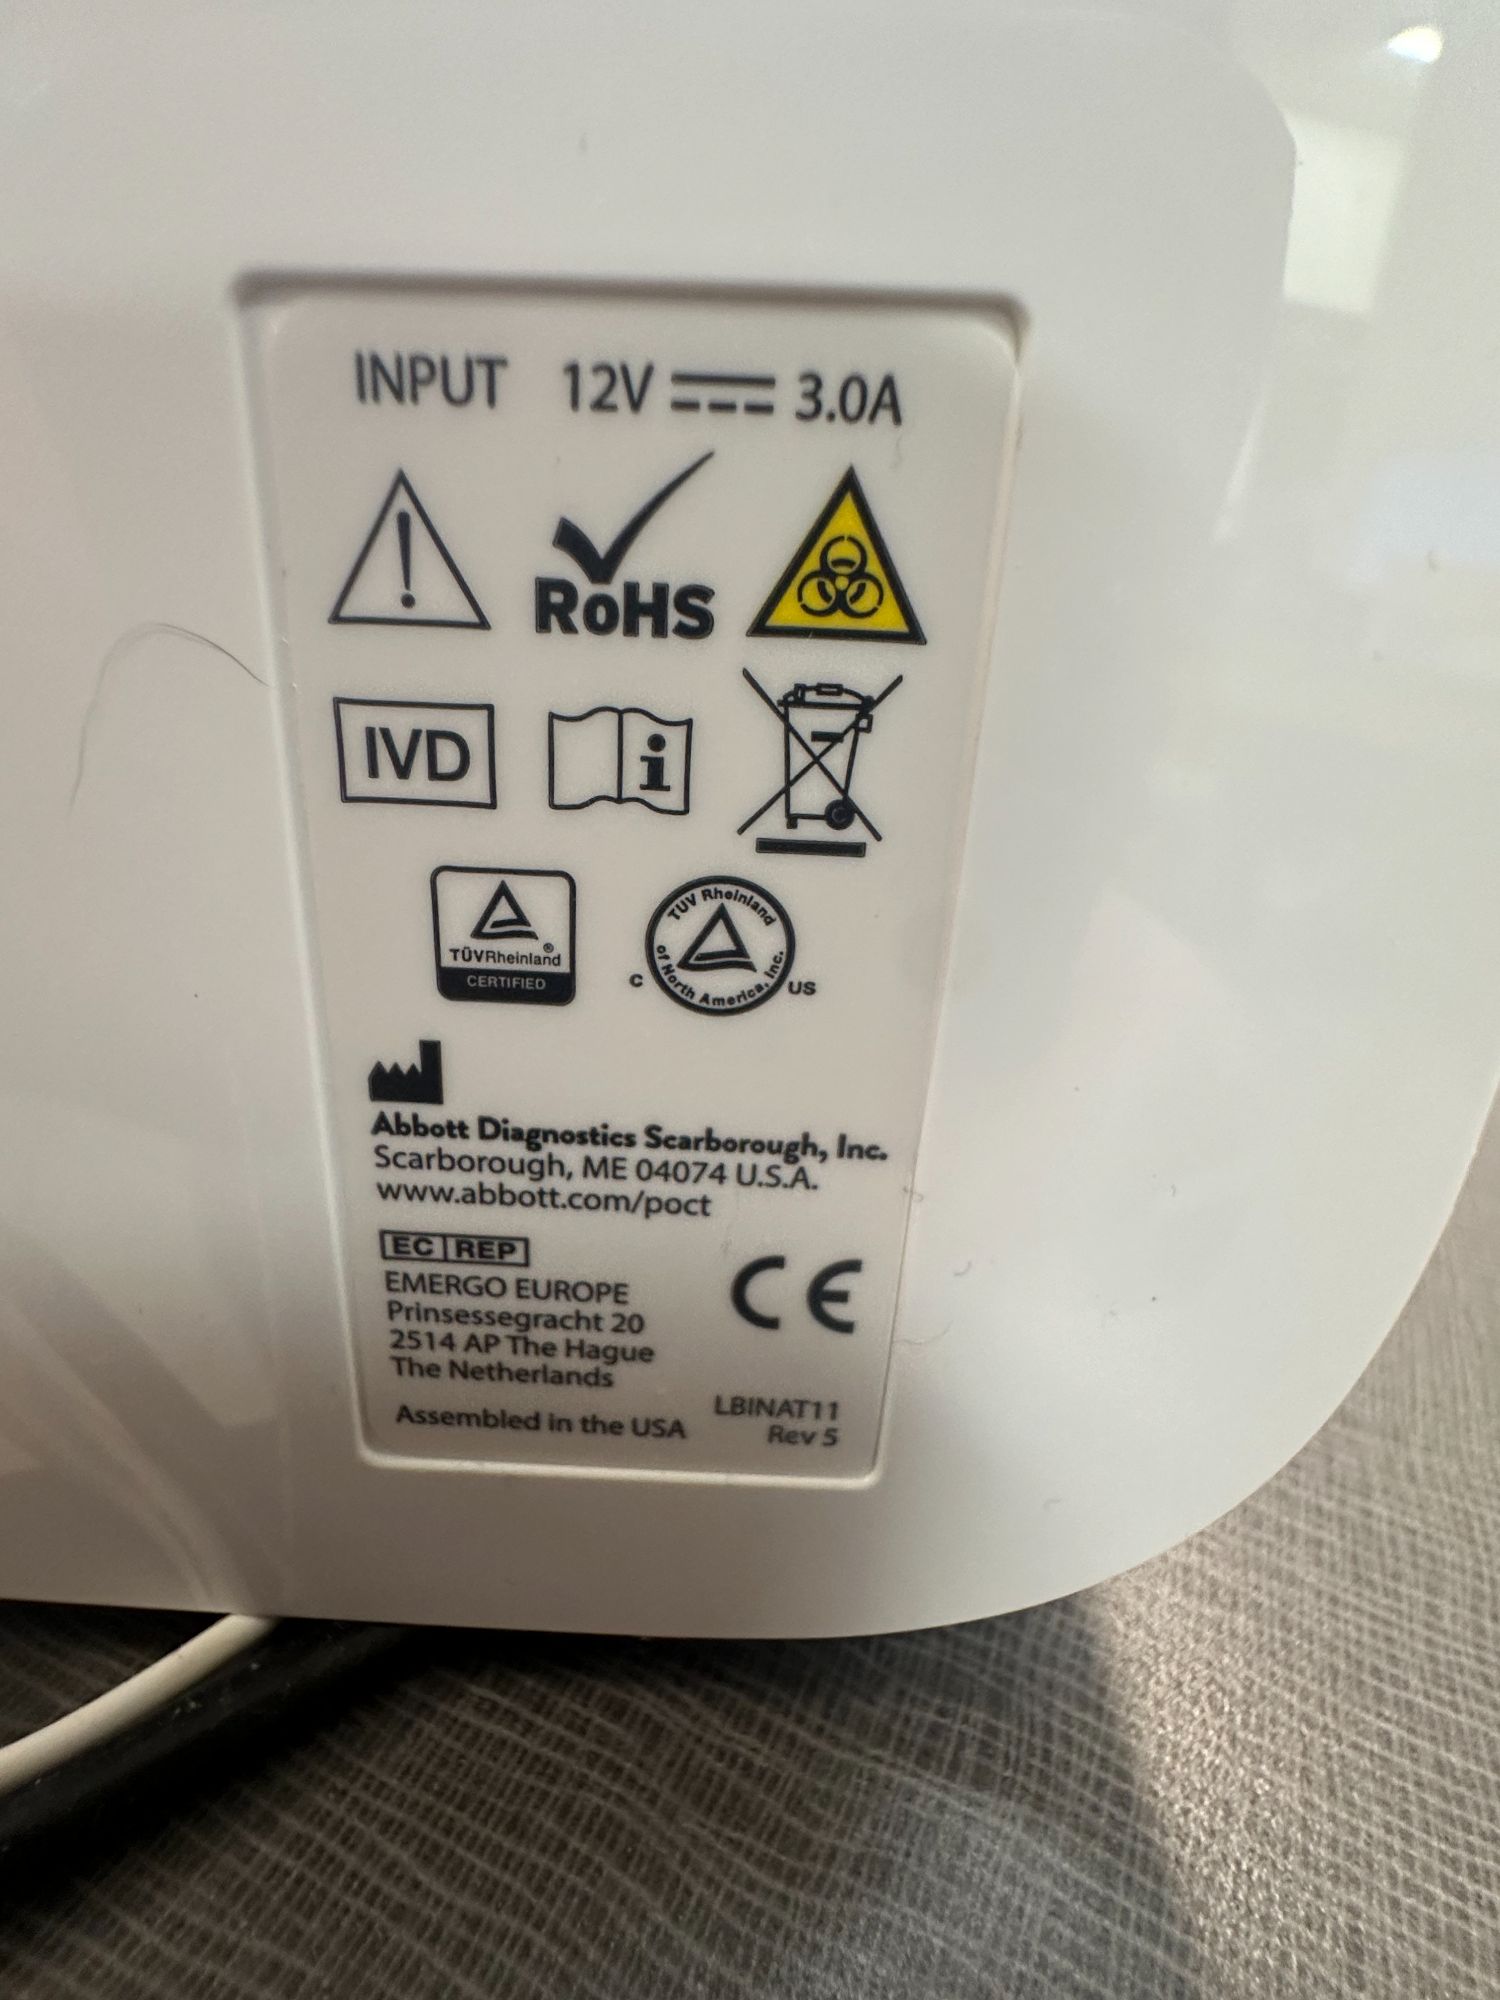 INPUT 12V 3.0A
RoHS
IVD
i
TÜVRheinland®
CERTIFIED
TÜV Rheinland
of North America, Inc.
C US
Abbott Diagnostics Scarborough, Inc.
Scarborough, ME 04074 U.S.A.
www.abbott.com/poct
EC REP
EMERGO EUROPE
Prinsessegracht 20
2514 AP The Hague
The Netherlands
CE
Assembled in the USA
LBINAT11
Rev 5